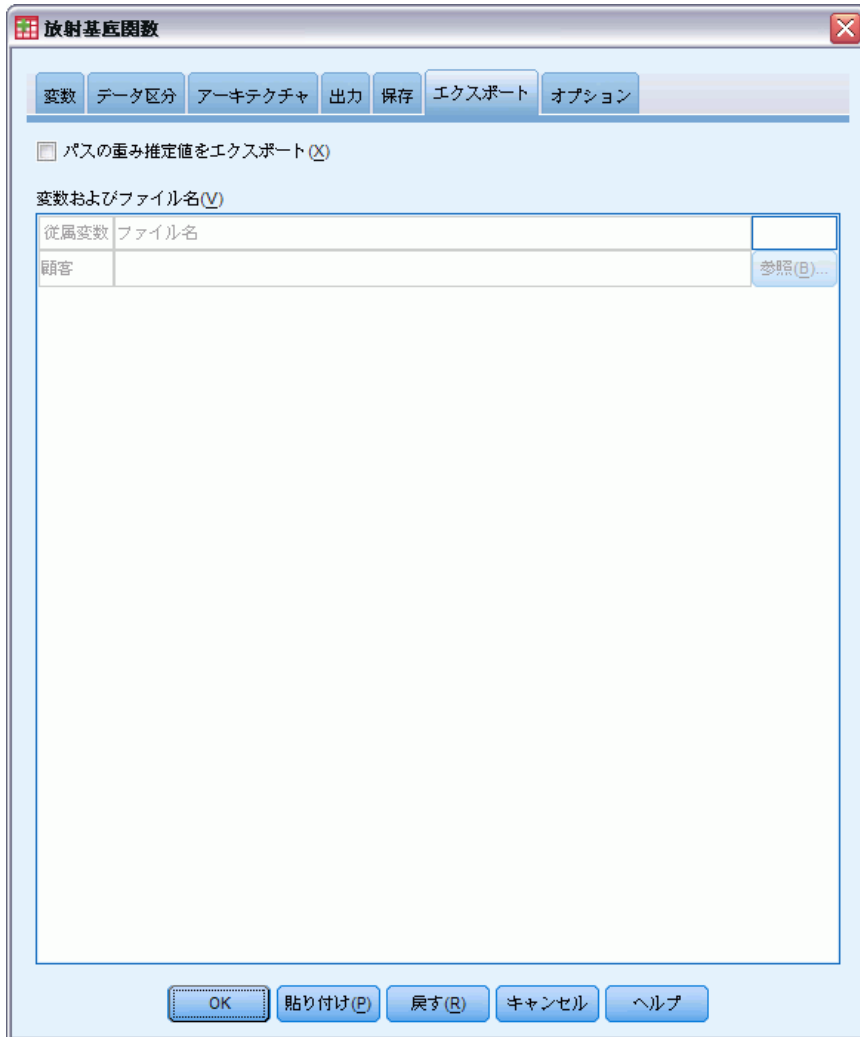 放射基底関数
変数 データ区分 アーキテクチャ 出力 保存 エクスポート オプション
パスの重み推定値をエクスポート(X)
変数およびファイル名(V)
従属変数 ファイル名
顧客 参照(B)...
OK 貼り付け(P) 戻す(R) キャンセル ヘルプ